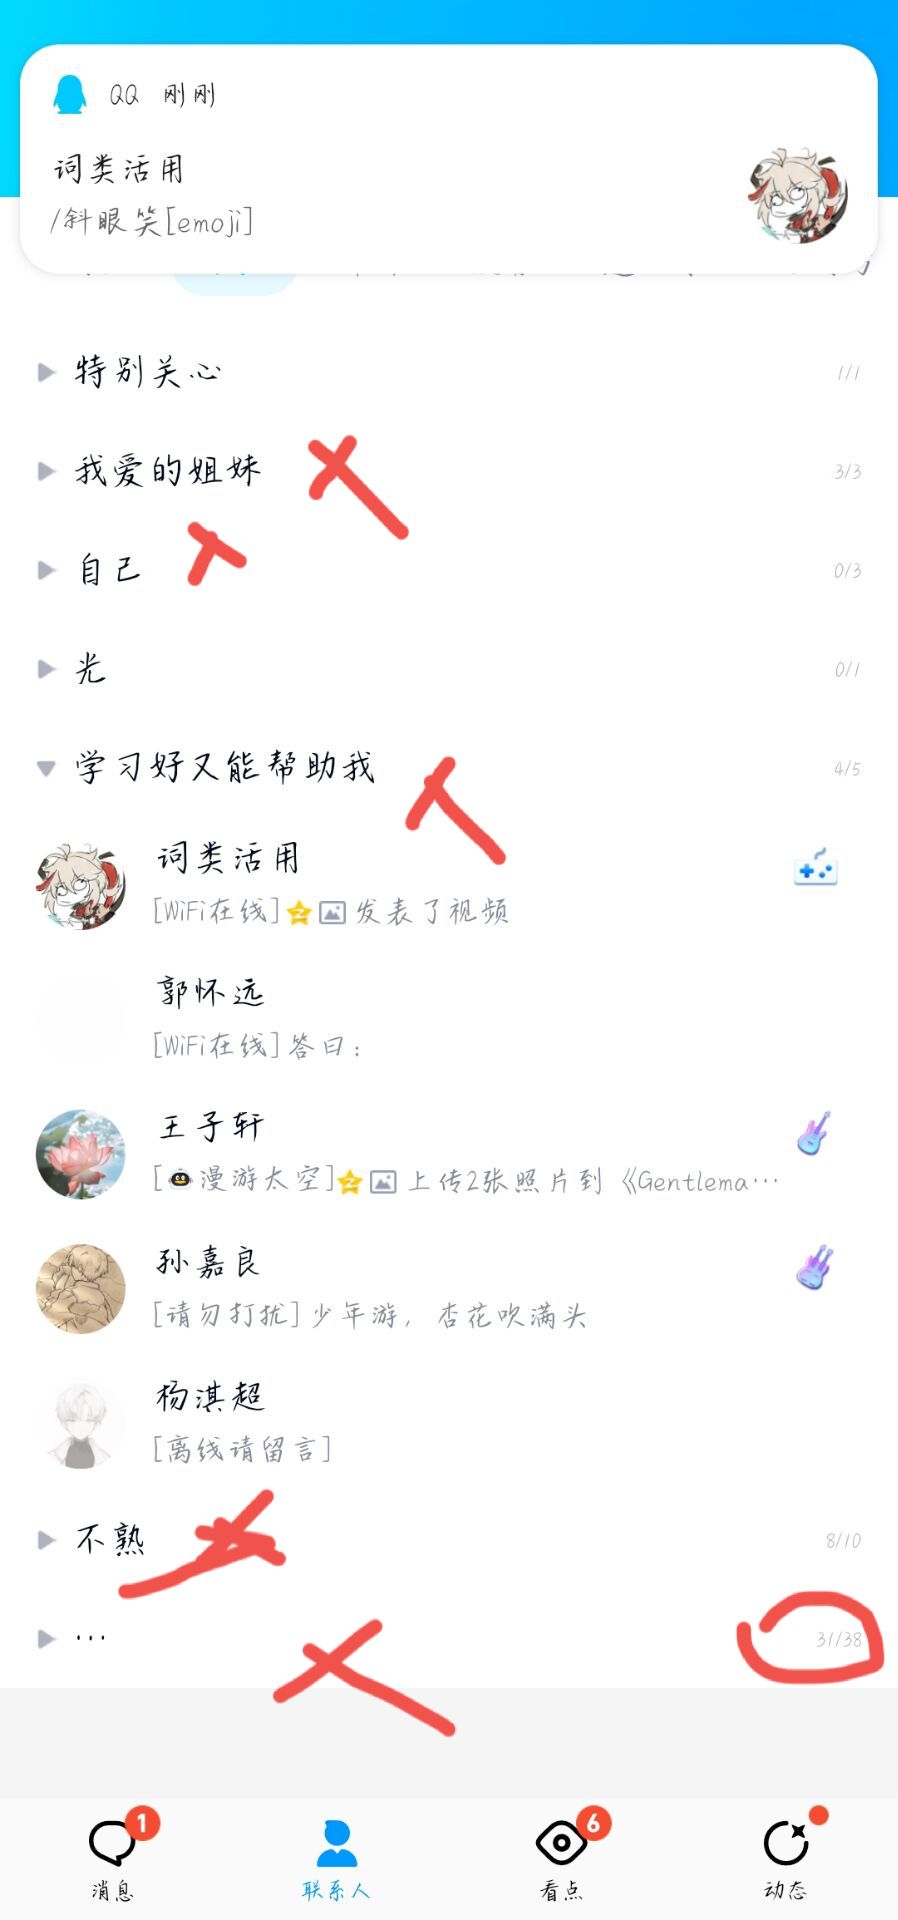 QQ 刚刚
词类活用
/斜眼笑[emoji]
特别关心 1/1
我爱的姐妹 3/3
自己 0/3
光 0/1
学习好又能帮助我 4/5
词类活用
[WiFi在线] 发表了视频
郭怀远
[WiFi在线] 答曰：
王子轩
[漫游太空] 上传2张照片到《Gentlema…
孙嘉良
[请勿打扰] 少年游，杏花吹满头
杨淇超
[离线请留言]
不熟 8/10
… 31/38
1 6
消息 联系人 看点 动态